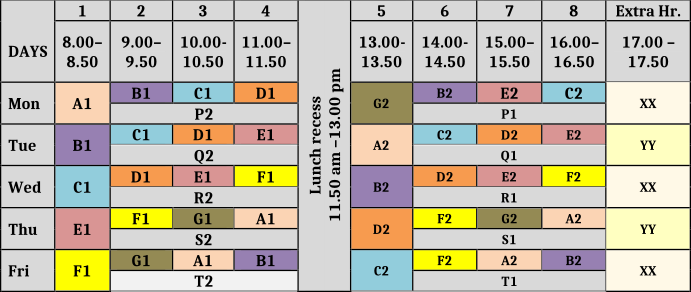 DAYS 1 2 3 4 Lunch recess 11.50 am –13.00 pm 5 6 7 8 Extra Hr.
8.00– 8.50 9.00– 9.50 10.00- 10.50 11.00– 11.50 13.00- 13.50 14.00- 14.50 15.00– 15.50 16.00– 16.50 17.00 – 17.50
Mon A1 B1 C1 D1 G2 B2 E2 C2 XX
P2 P1
Tue B1 C1 D1 E1 A2 C2 D2 E2 YY
Q2 Q1
Wed C1 D1 E1 F1 B2 D2 E2 F2 XX
R2 R1
Thu E1 F1 G1 A1 D2 F2 G2 A2 YY
S2 S1
Fri F1 G1 A1 B1 C2 F2 A2 B2 XX
T2 T1